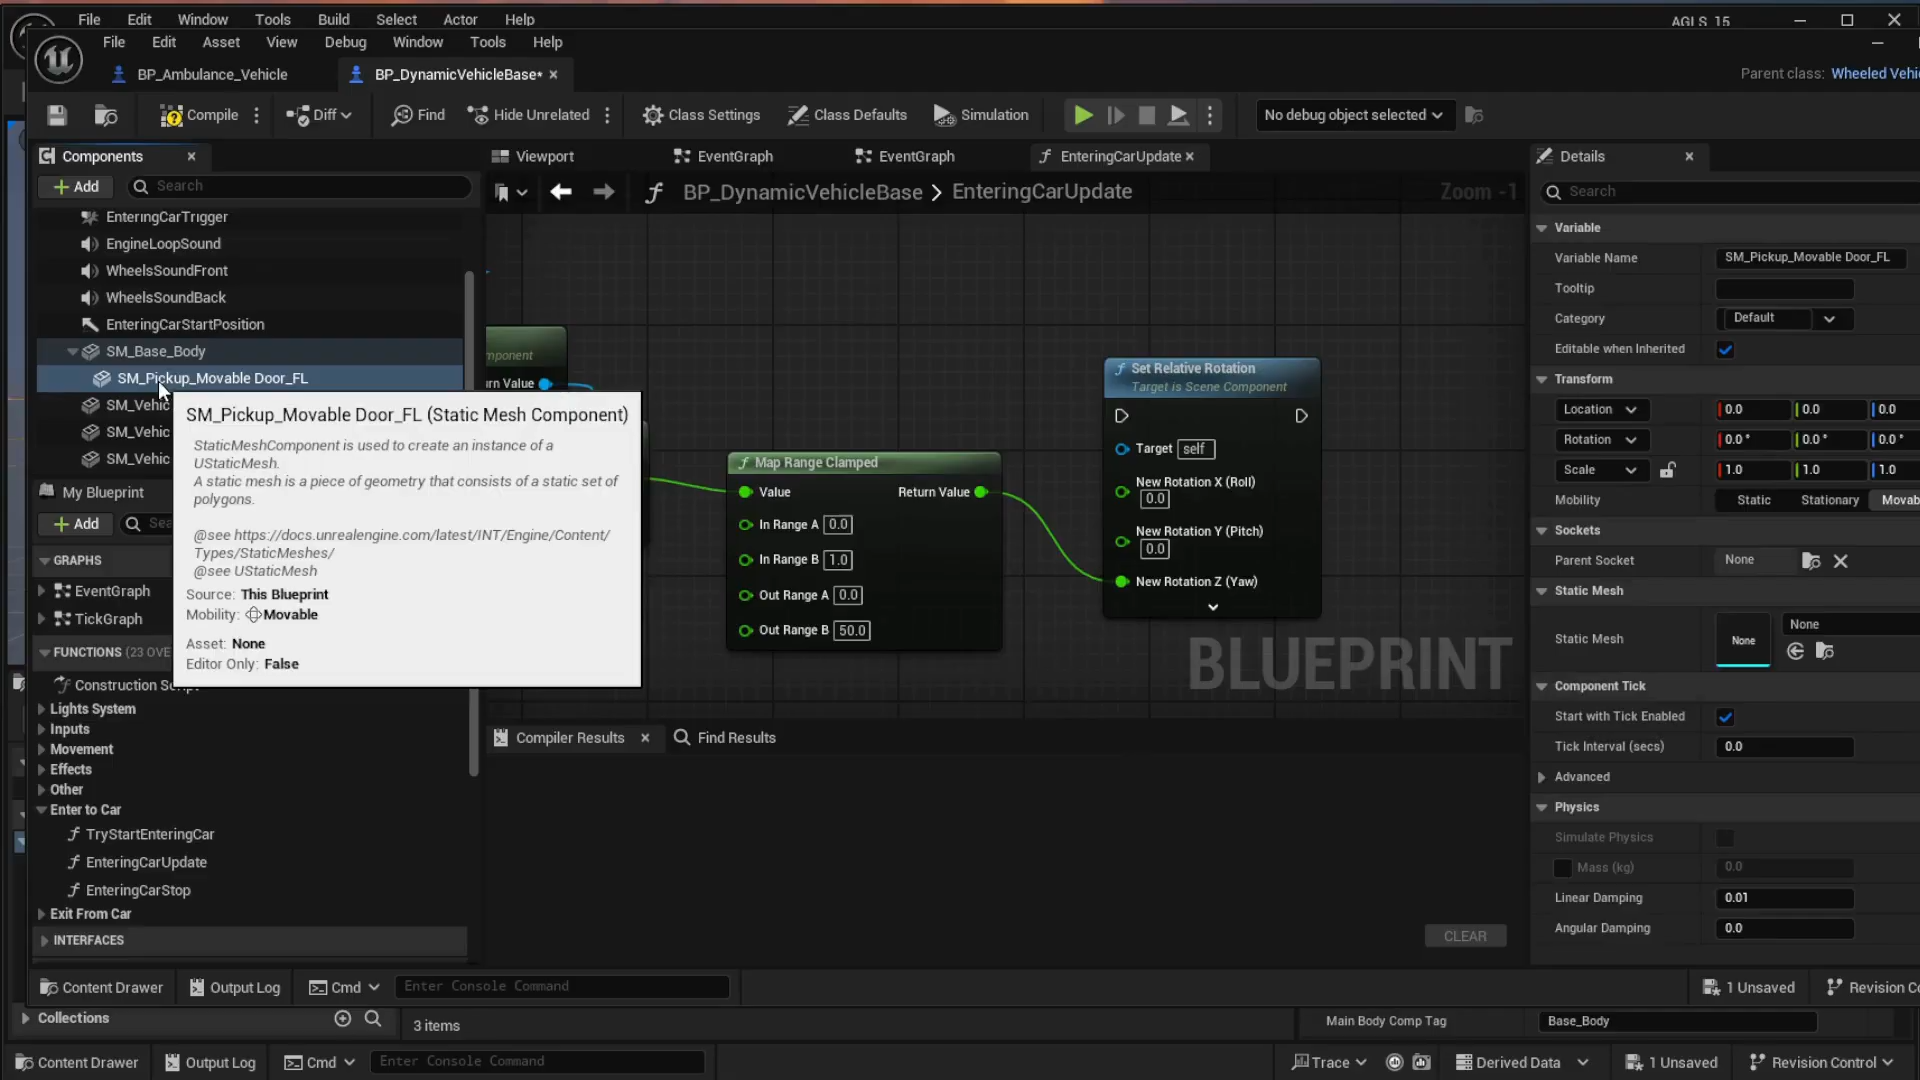 File Edit Window Tools Build Select Actor Help
AGLS_15
File Edit Asset View Debug Window Tools Help
BP_Ambulance_Vehicle
BP_DynamicVehicleBase*
Parent class: Wheeled Vehi
Compile
Diff
Find
Hide Unrelated
Class Settings
Class Defaults
Simulation
No debug object selected
Components
Viewport
EventGraph
EventGraph
EnteringCarUpdate
Details
Add
Search
BP_DynamicVehicleBase > EnteringCarUpdate
Zoom -1
Search
EnteringCarTrigger
EngineLoopSound
WheelsSoundFront
WheelsSoundBack
EnteringCarStartPosition
SM_Base_Body
SM_Pickup_Movable Door_FL
SM_Vehic
SM_Vehic
SM_Vehic
My Blueprint
Add
Sea
GRAPHS
EventGraph
TickGraph
FUNCTIONS (23 OVE
Construction Script
Lights System
Inputs
Movement
Effects
Other
Enter to Car
TryStartEnteringCar
EnteringCarUpdate
EnteringCarStop
Exit From Car
INTERFACES
SM_Pickup_Movable Door_FL (Static Mesh Component)
StaticMeshComponent is used to create an instance of a
UStaticMesh.
A static mesh is a piece of geometry that consists of a static set of
polygons.
@see https://docs.unrealengine.com/latest/INT/Engine/Content/
Types/StaticMeshes/
@see UStaticMesh
Source: This Blueprint
Mobility: Movable
Asset: None
Editor Only: False
mponent
urn Value
Map Range Clamped
Value
Return Value
In Range A 0.0
In Range B 1.0
Out Range A 0.0
Out Range B 50.0
Set Relative Rotation
Target is Scene Component
Target self
New Rotation X (Roll)
0.0
New Rotation Y (Pitch)
0.0
New Rotation Z (Yaw)
BLUEPRINT
Compiler Results
Find Results
CLEAR
Variable
Variable Name SM_Pickup_Movable Door_FL
Tooltip
Category Default
Editable when Inherited
Transform
Location 0.0 0.0 0.0
Rotation 0.0 ° 0.0 ° 0.0 °
Scale 1.0 1.0 1.0
Mobility Static Stationary Movab
Sockets
Parent Socket None
Static Mesh
Static Mesh None None
Component Tick
Start with Tick Enabled
Tick Interval (secs) 0.0
Advanced
Physics
Simulate Physics
Mass (kg) 0.0
Linear Damping 0.01
Angular Damping 0.0
Content Drawer
Output Log
Cmd
Enter Console Command
1 Unsaved
Revision Co
Collections
3 items
Main Body Comp Tag
Base_Body
Content Drawer
Output Log
Cmd
Enter Console Command
Trace
Derived Data
1 Unsaved
Revision Control